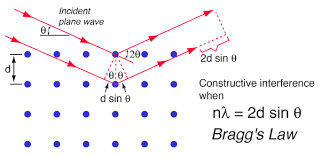 Incident
plane wave
θ
2θ
2d sin θ
d
θ θ
d sin θ
Constructive interference
when
nλ = 2d sin θ
Bragg's Law